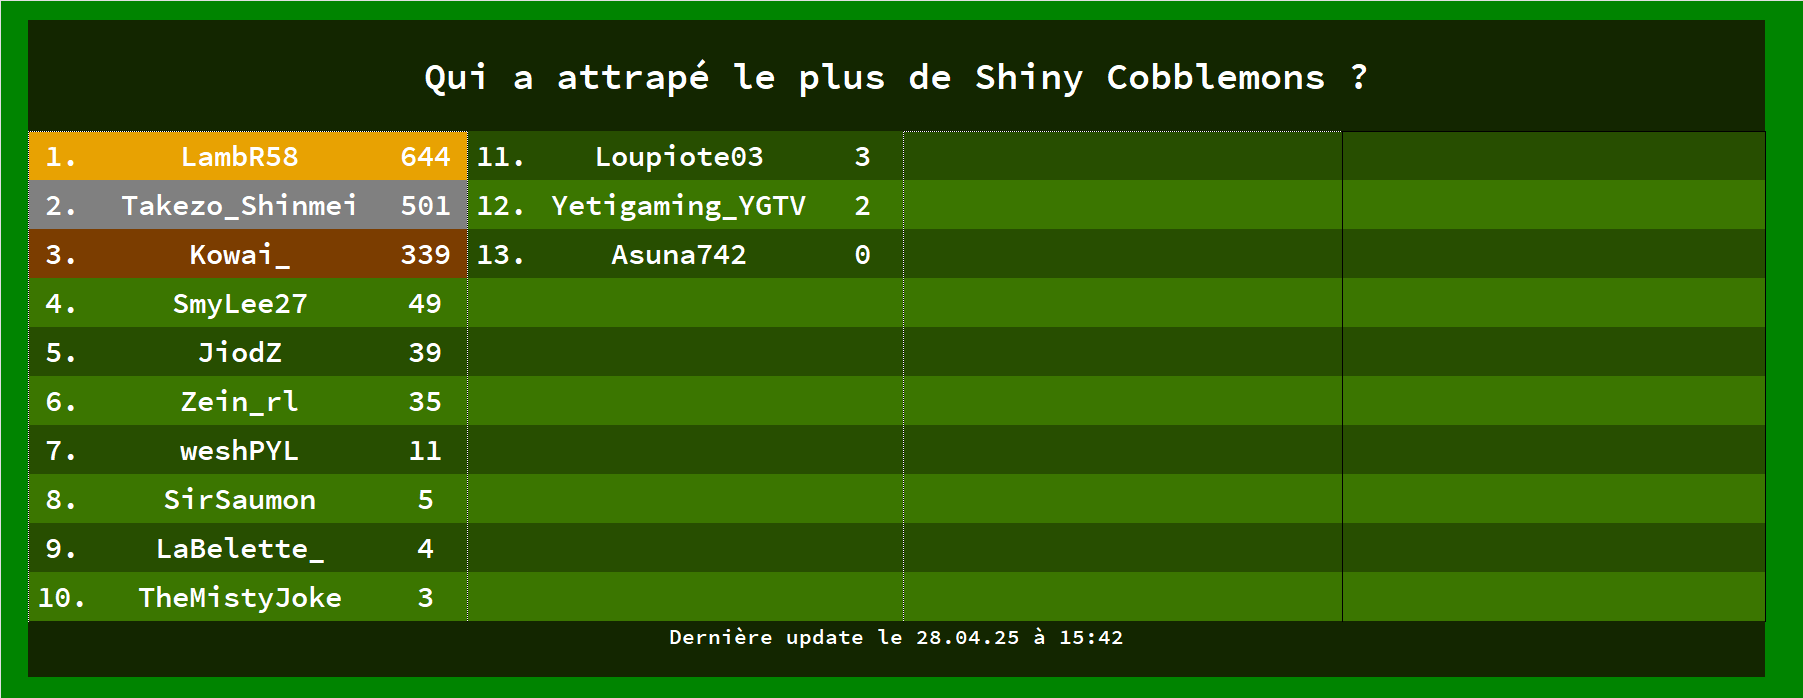 Qui a attrapé le plus de Shiny Cobblemons ?
1. LambR58 644
2. Takezo_Shinmei 501
3. Kowai_ 339
4. SmyLee27 49
5. JiodZ 39
6. Zein_rl 35
7. weshPYL 11
8. SirSaumon 5
9. LaBelette_ 4
10. TheMistyJoke 3
11. Loupiote03 3
12. Yetigaming_YGTV 2
13. Asuna742 0
Dernière update le 28.04.25 à 15:42